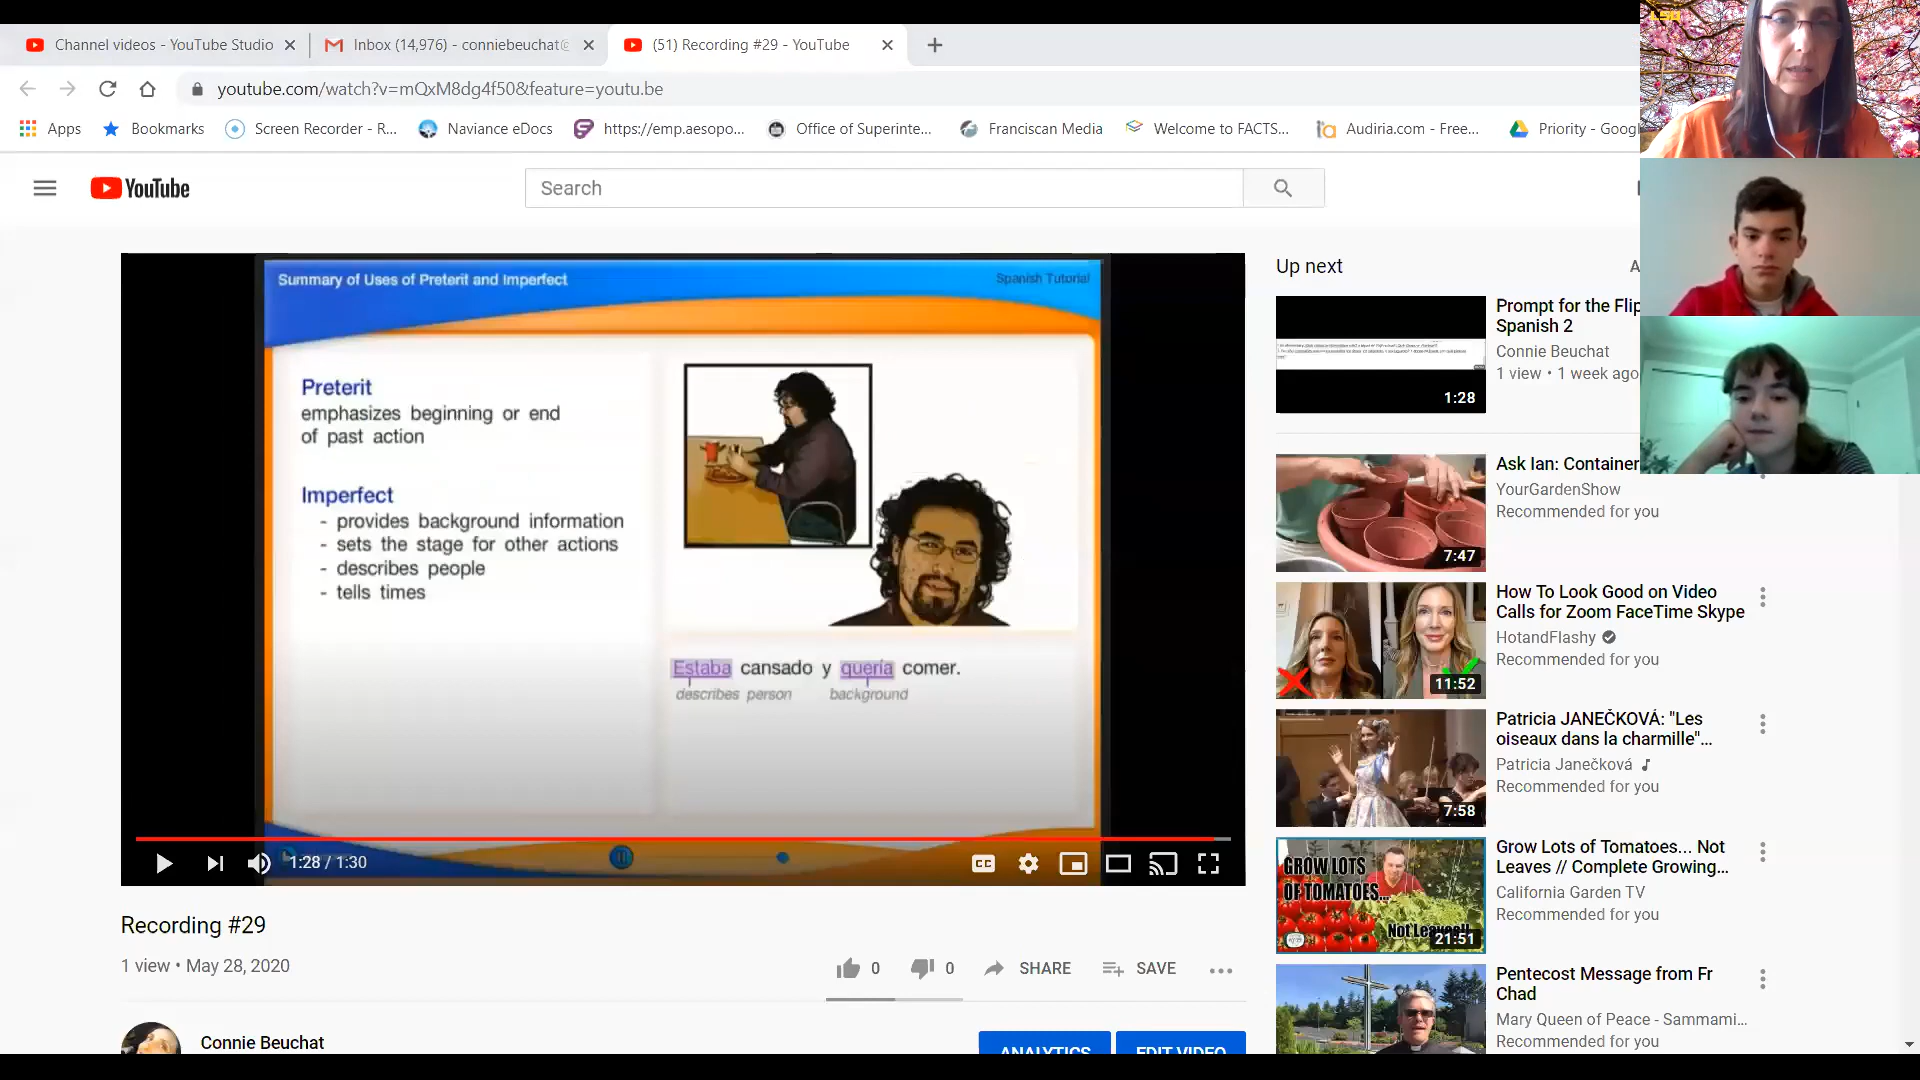 Channel videos - YouTube Studio
Inbox (14,976) - conniebeuchat@
(51) Recording #29 - YouTube
youtube.com/watch?v=mQxM8dg4f50&feature=youtu.be
Apps
Bookmarks
Screen Recorder - R...
Naviance eDocs
https://emp.aesopo...
Office of Superinte...
Franciscan Media
Welcome to FACTS...
Audiria.com - Free...
Priority - Googl
YouTube
Search
Summary of Uses of Preterit and Imperfect
Spanish Tutorial
Preterit
emphasizes beginning or end
of past action
Imperfect
- provides background information
- sets the stage for other actions
- describes people
- tells times
Estaba cansado y quería comer.
describes person background
1:28 / 1:30
CC
Recording #29
1 view • May 28, 2020
0
0
SHARE
SAVE
Connie Beuchat
ANALYTICS
EDIT VIDEO
Up next
A
Prompt for the Flip
Spanish 2
Connie Beuchat
1 view • 1 week ago
1:28
Ask Ian: Container
YourGardenShow
Recommended for you
7:47
How To Look Good on Video
Calls for Zoom FaceTime Skype
HotandFlashy
Recommended for you
11:52
Patricia JANEČKOVÁ: "Les
oiseaux dans la charmille"...
Patricia Janečková
Recommended for you
7:58
Grow Lots of Tomatoes... Not
Leaves // Complete Growing...
California Garden TV
Recommended for you
GROW LOTS
OF TOMATOES...
Not Leaves!!
21:51
Pentecost Message from Fr
Chad
Mary Queen of Peace - Sammami...
Recommended for you